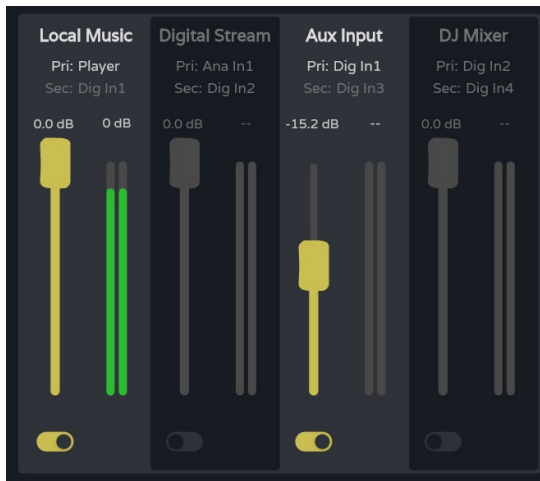 Local Music
Pri: Player
Sec: Dig In1
0.0 dB 0 dB
Digital Stream
Pri: Ana In1
Sec: Dig In2
0.0 dB --
Aux Input
Pri: Dig In1
Sec: Dig In3
-15.2 dB --
DJ Mixer
Pri: Dig In2
Sec: Dig In4
0.0 dB --